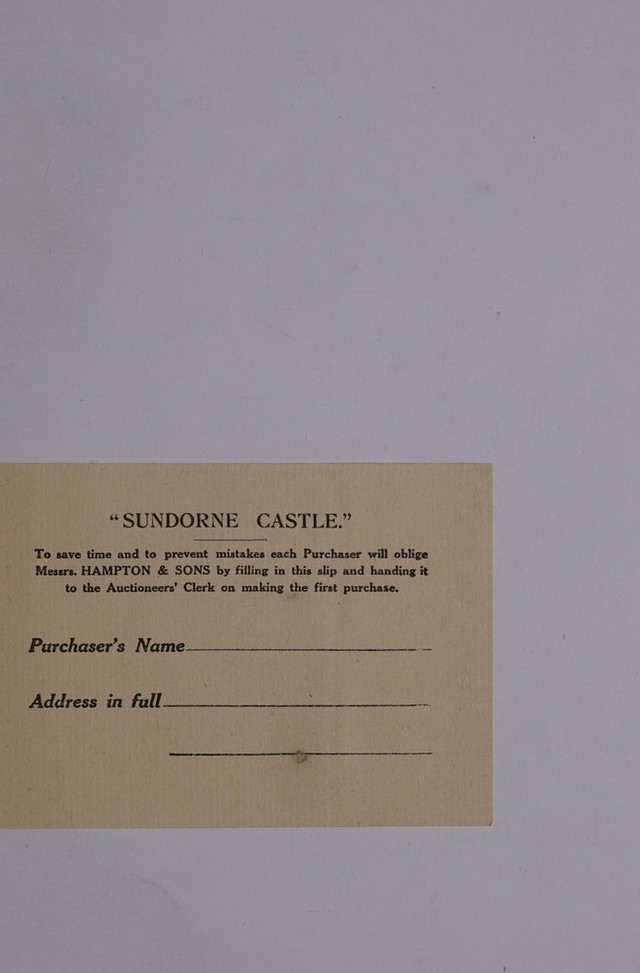 “SUNDORNE CASTLE.”
To save time and to prevent mistakes each Purchaser will oblige
Messrs. HAMPTON & SONS by filling in this slip and handing it
to the Auctioneers’ Clerk on making the first purchase.
Purchaser’s Name
Address in full